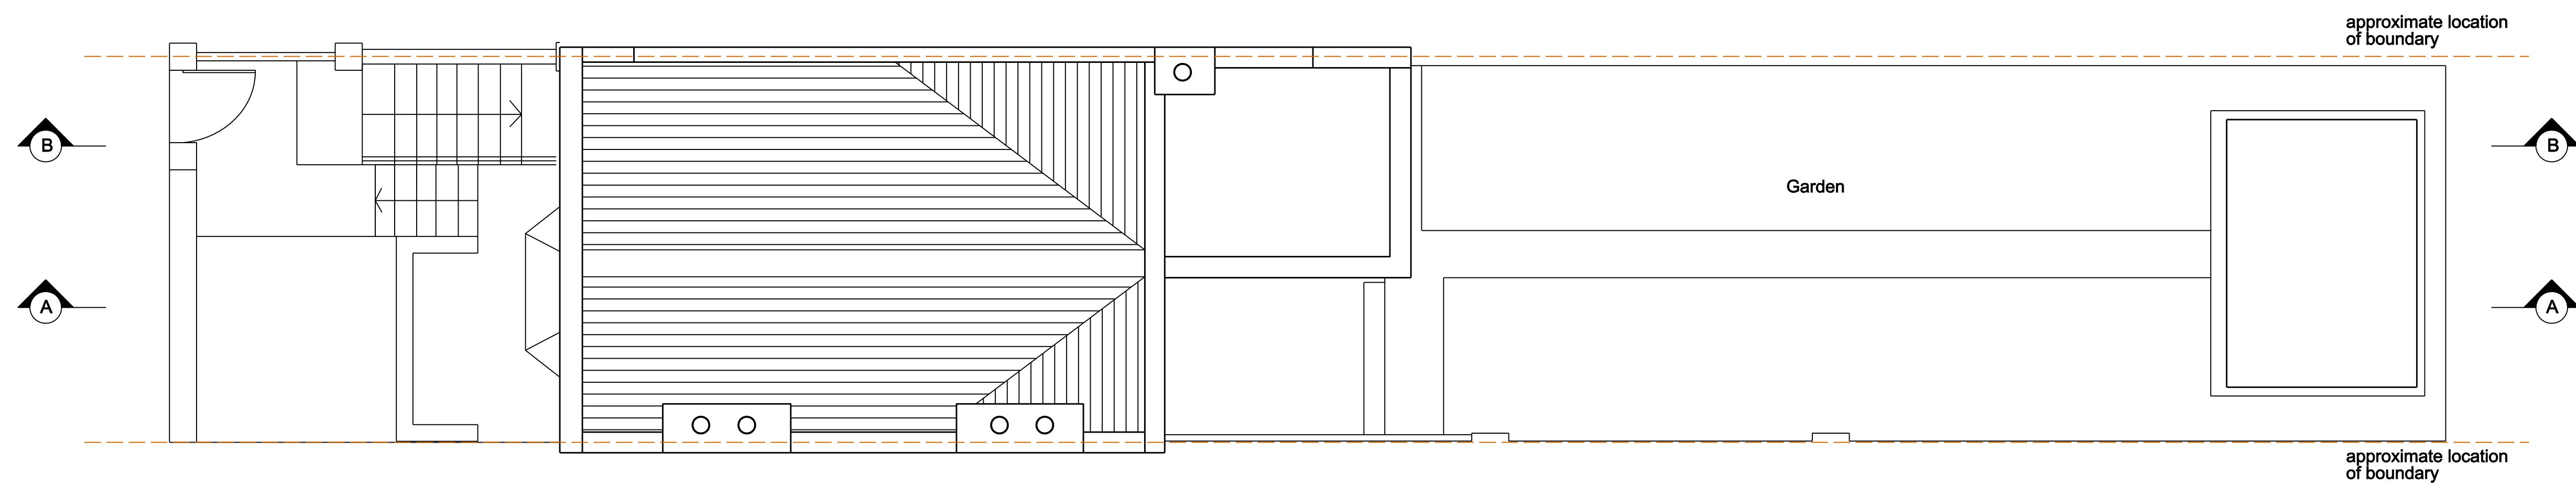 approximate location
of boundary
B
B
Garden
A
A
approximate location
of boundary